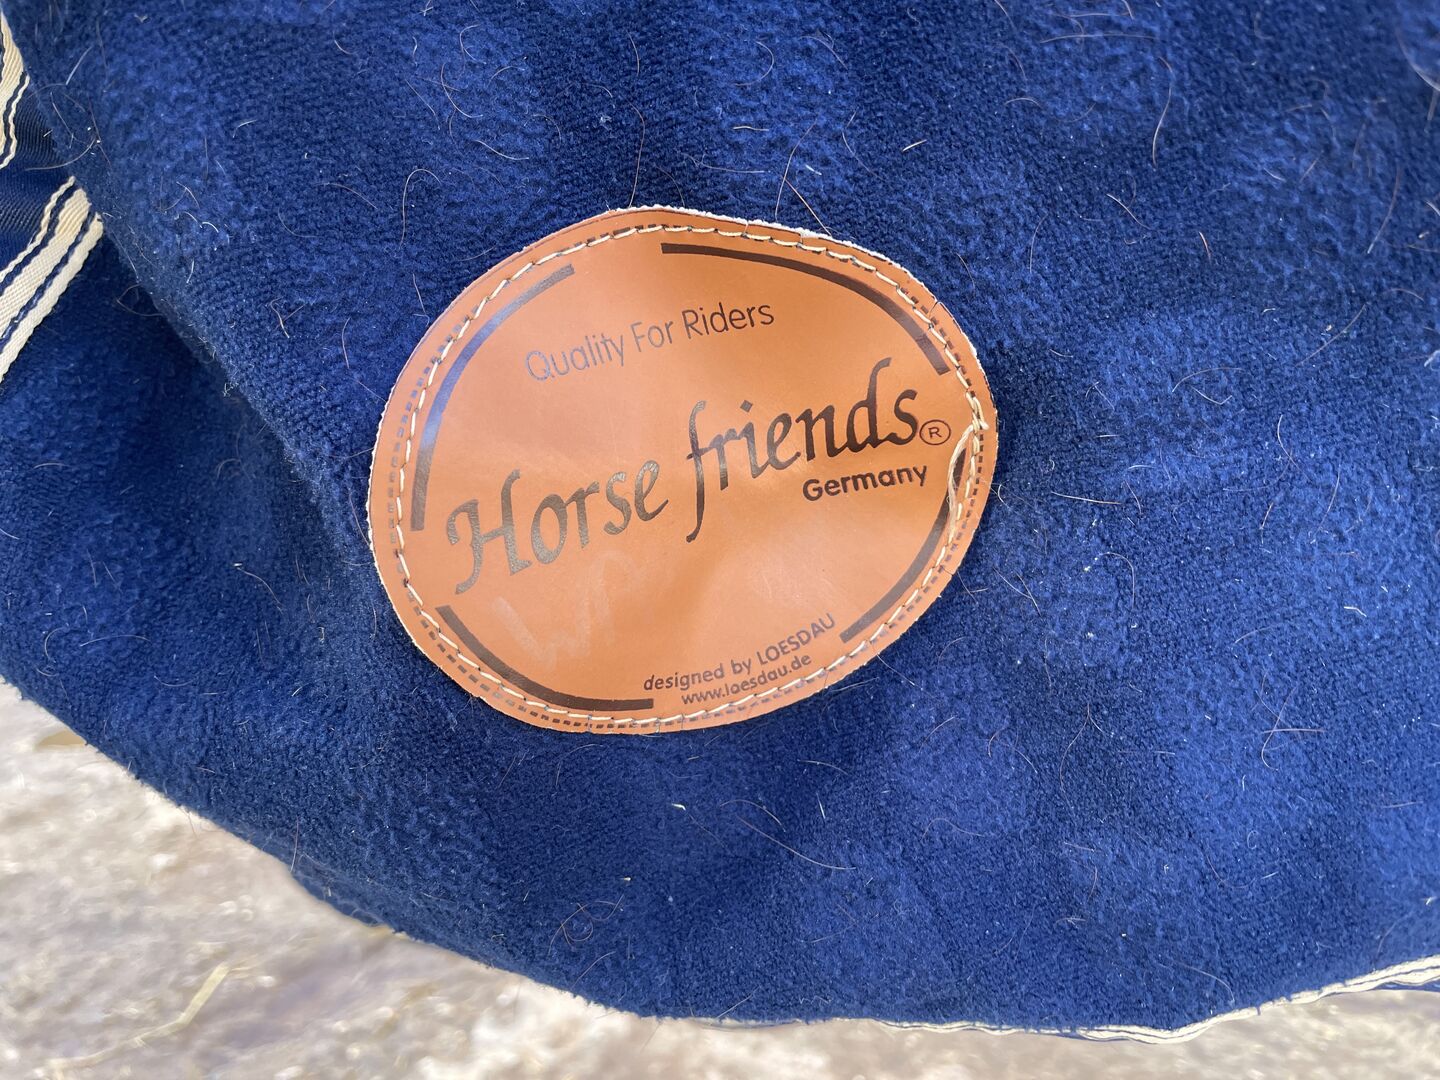 Quality For Riders
Horse friends®
Germany
designed by LOESDAU
www.loesdau.de